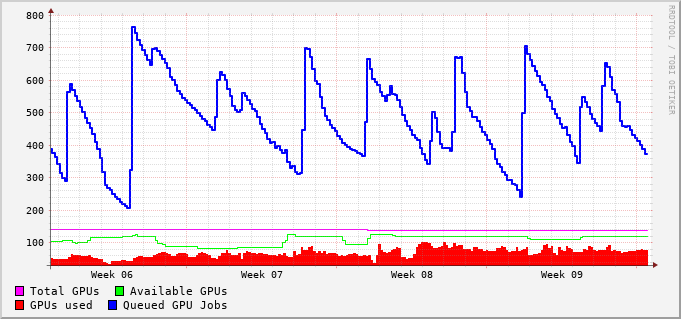 800
700
600
500
400
300
200
100
Week 06 Week 07 Week 08 Week 09
Total GPUs Available GPUs
GPUs used Queued GPU Jobs
RRDTOOL / TOBI OETIKER